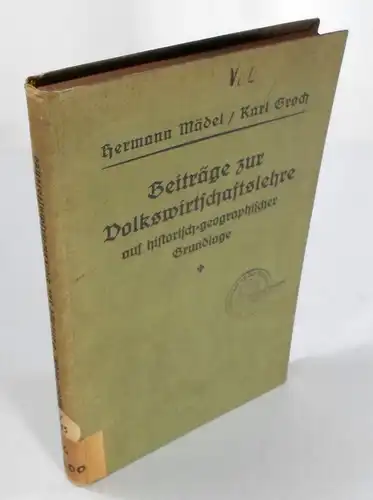 V. L
Hermann Mädel / Karl Groch
Beiträge zur
Volkswirtschaftslehre
auf historisch-geographischer
Grundlage